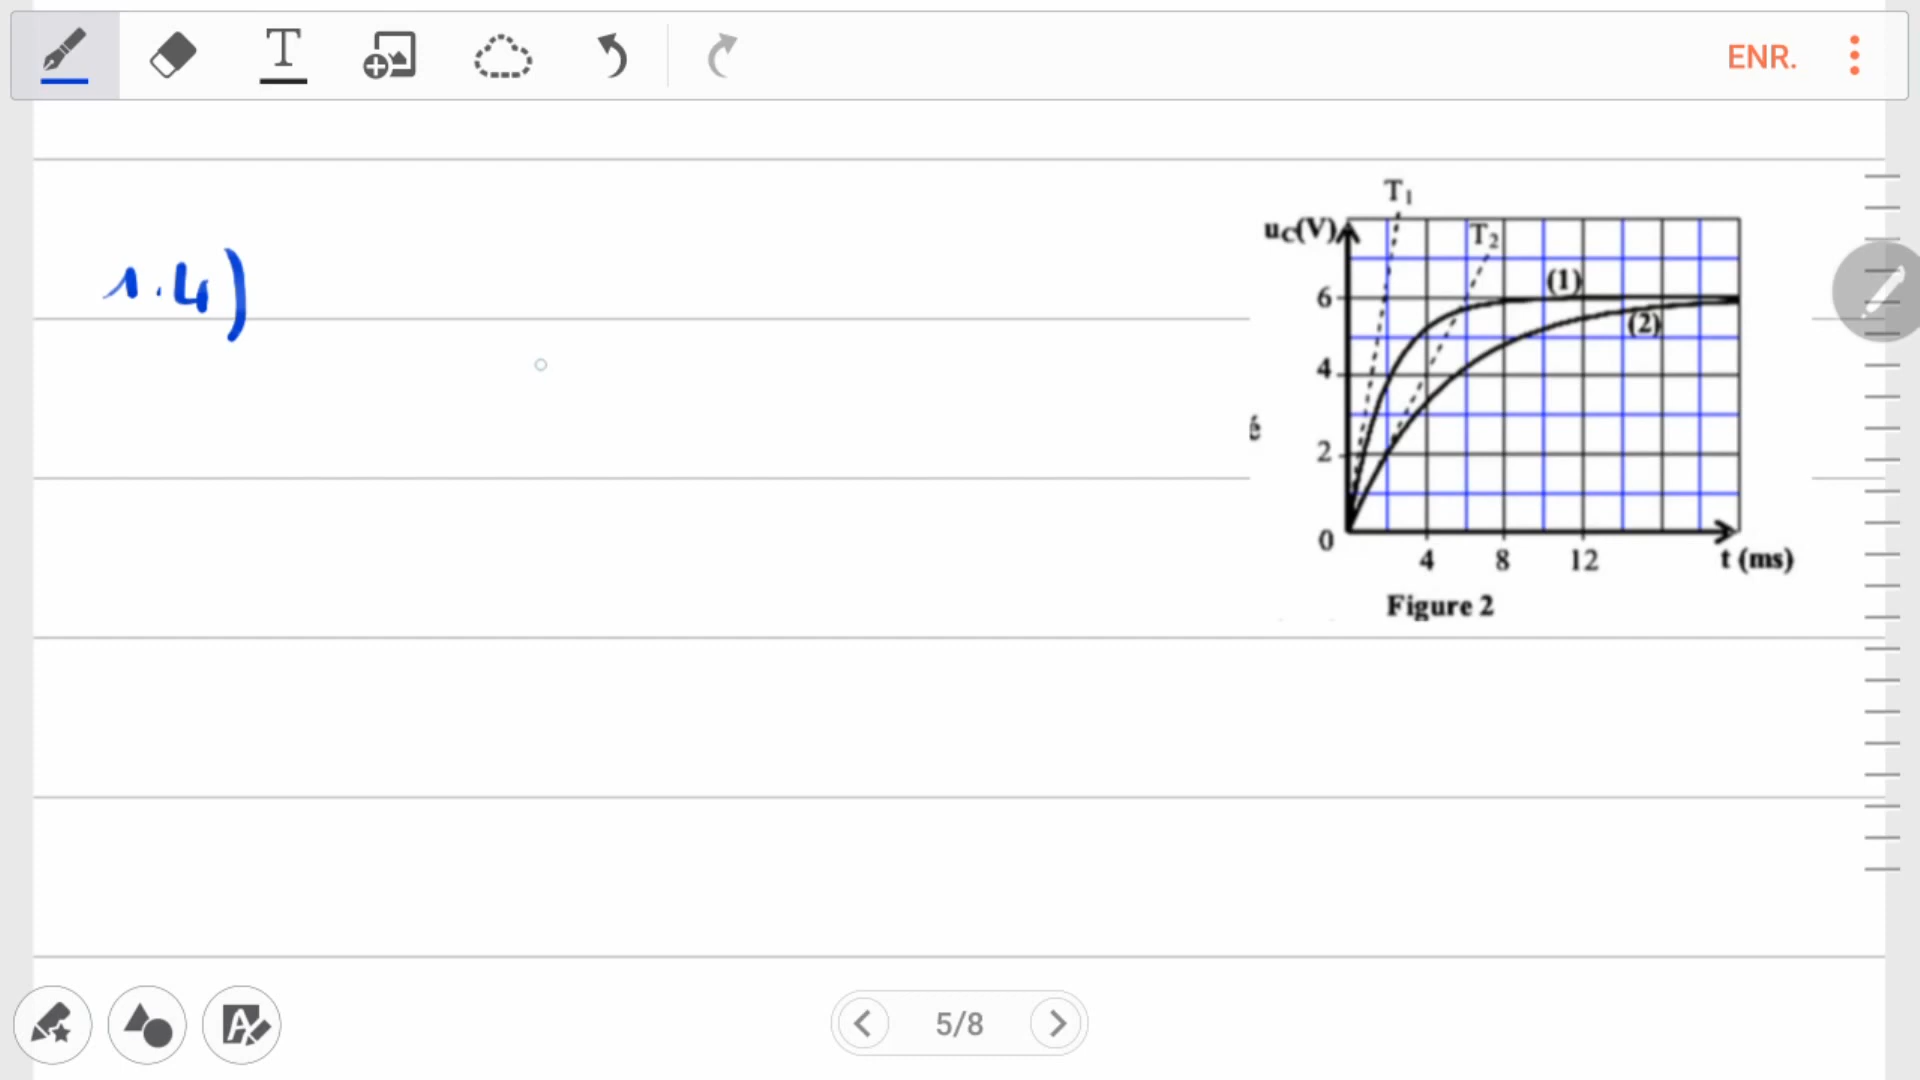 T
ENR.
1.4)
T1
uC(V)
T2
(1)
6
(2)
4
é
2
0
4 8 12 t (ms)
Figure 2
5/8